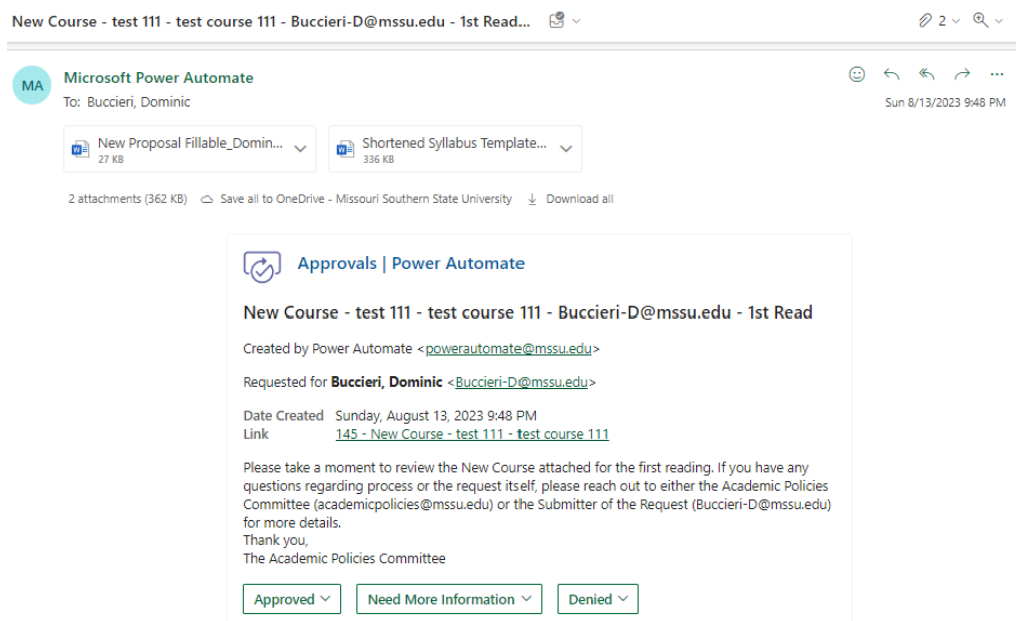 New Course - test 111 - test course 111 - Buccieri-D@mssu.edu - 1st Read...
2
MA
Microsoft Power Automate
To: Buccieri, Dominic
Sun 8/13/2023 9:48 PM
New Proposal Fillable_Domin...
27 KB
Shortened Syllabus Template...
336 KB
2 attachments (362 KB) Save all to OneDrive - Missouri Southern State University Download all
Approvals | Power Automate
New Course - test 111 - test course 111 - Buccieri-D@mssu.edu - 1st Read
Created by Power Automate <powerautomate@mssu.edu>
Requested for Buccieri, Dominic <Buccieri-D@mssu.edu>
Date Created Sunday, August 13, 2023 9:48 PM
Link 145 - New Course - test 111 - test course 111
Please take a moment to review the New Course attached for the first reading. If you have any
questions regarding process or the request itself, please reach out to either the Academic Policies
Committee (academicpolicies@mssu.edu) or the Submitter of the Request (Buccieri-D@mssu.edu)
for more details.
Thank you,
The Academic Policies Committee
Approved Need More Information Denied